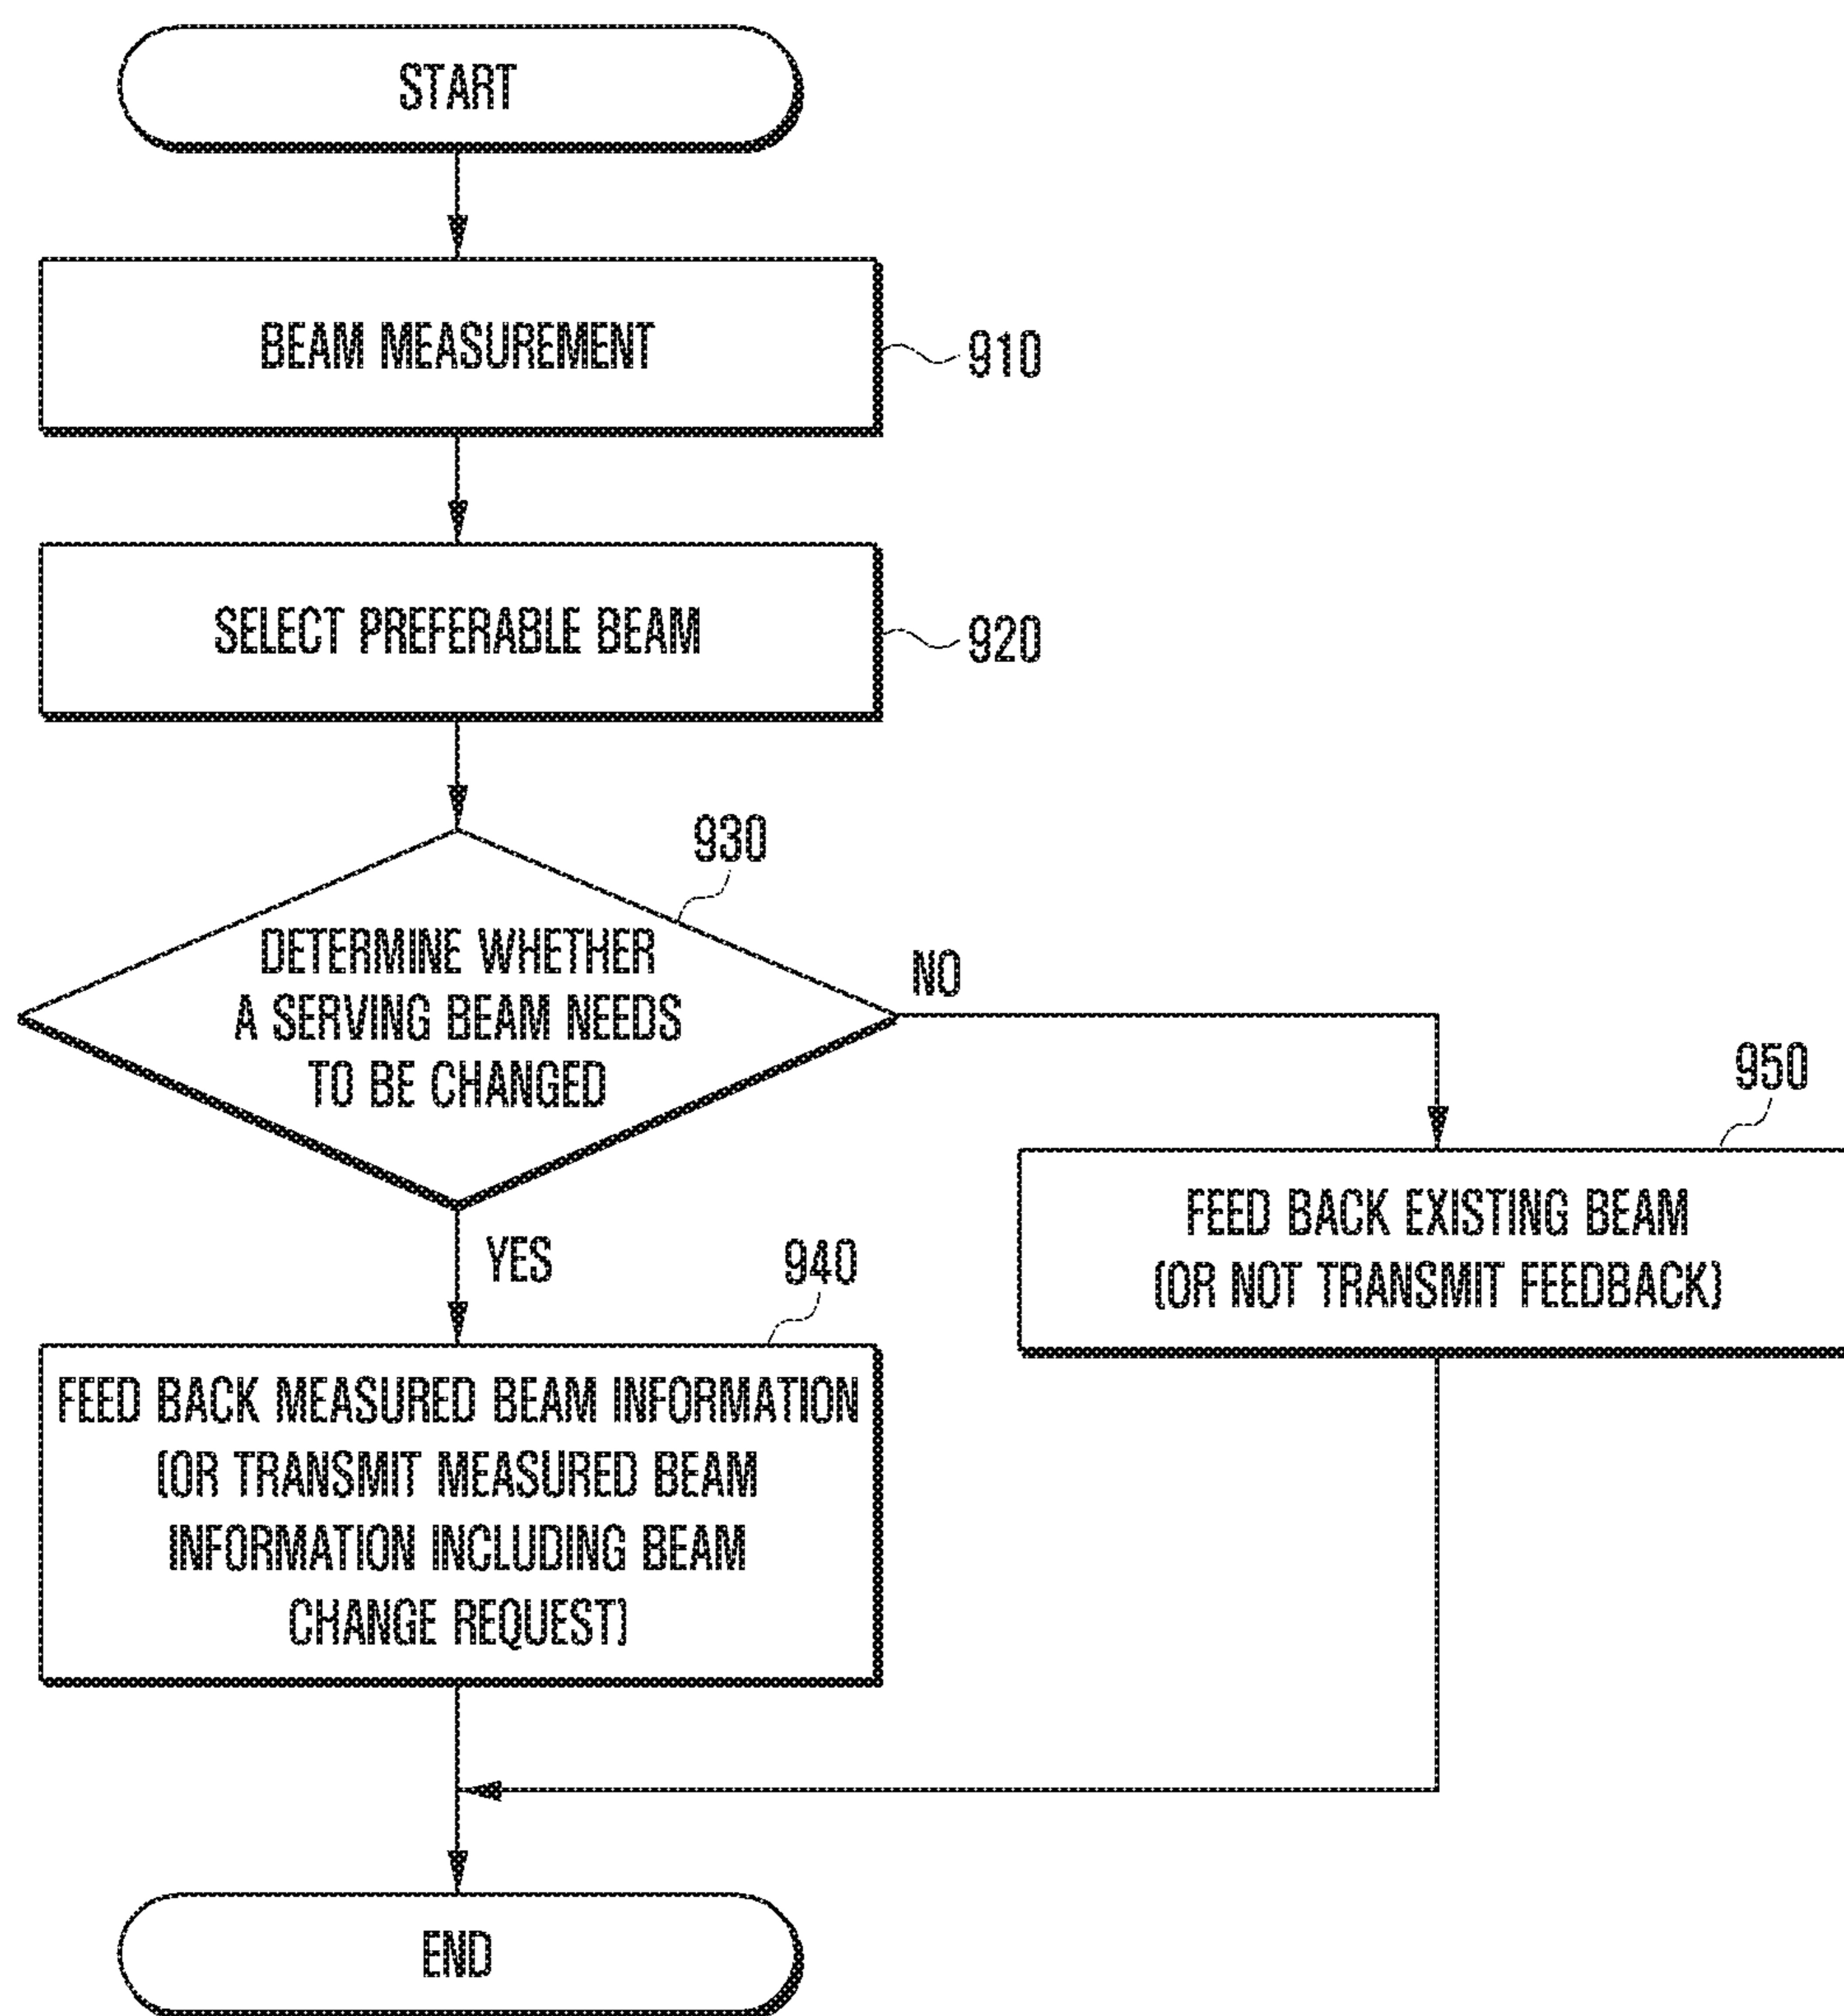 START
BEAM MEASUREMENT
910
SELECT PREFERABLE BEAM
920
930
DETERMINE WHETHER
A SERVING BEAM NEEDS
TO BE CHANGED
NO
950
FEED BACK EXISTING BEAM
(OR NOT TRANSMIT FEEDBACK)
YES
940
FEED BACK MEASURED BEAM INFORMATION
(OR TRANSMIT MEASURED BEAM
INFORMATION INCLUDING BEAM
CHANGE REQUEST)
END